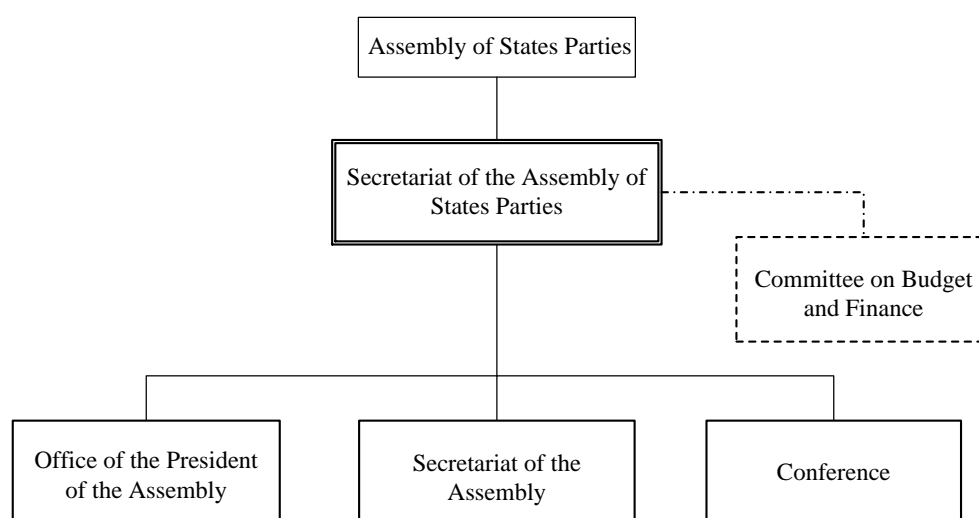 Assembly of States Parties
Secretariat of the Assembly of
States Parties
Committee on Budget
and Finance
Office of the President
of the Assembly
Secretariat of the
Assembly
Conference